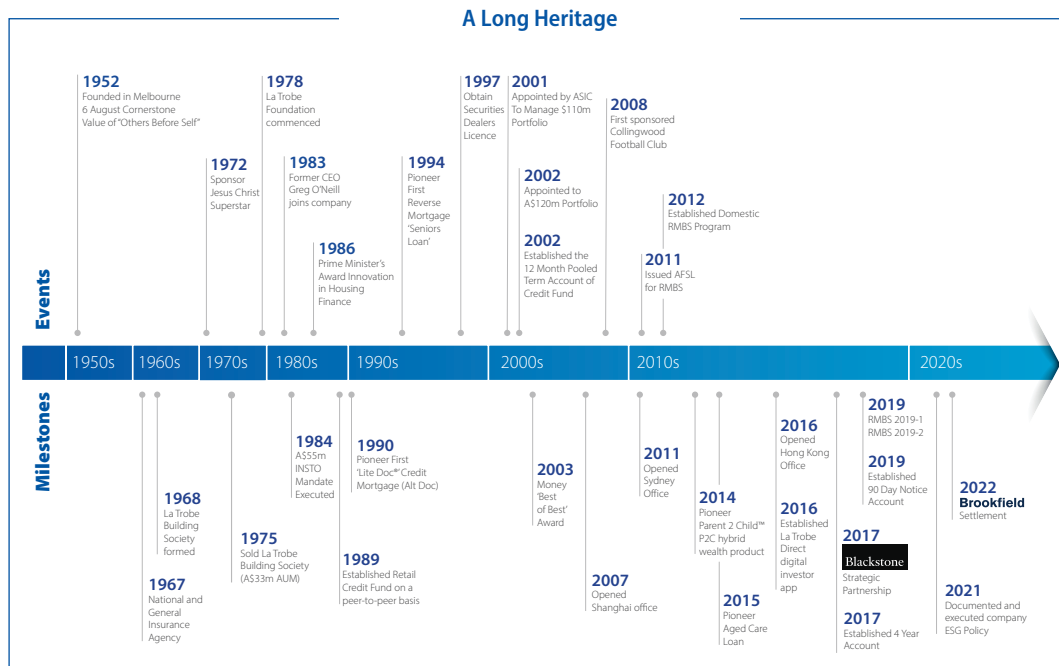 A Long Heritage
Events
1952
Founded in Melbourne
6 August Cornerstone
Value of "Others Before Self"
1972
Sponsor
Jesus Christ
Superstar
1978
La Trobe
Foundation
commenced
1983
Former CEO
Greg O'Neill
joins company
1986
Prime Minister's
Award Innovation
in Housing
Finance
1994
Pioneer
First
Reverse
Mortgage
'Seniors
Loan'
1997
Obtain
Securities
Dealers
Licence
2001
Appointed by ASIC
To Manage $110m
Portfolio
2002
Appointed to
A$120m Portfolio
2002
Established the
12 Month Pooled
Term Account of
Credit Fund
2008
First sponsored
Collingwood
Football Club
2011
Issued AFSL
for RMBS
2012
Established Domestic
RMBS Program
1950s
1960s
1970s
1980s
1990s
2000s
2010s
2020s
Milestones
1967
National and
General
Insurance
Agency
1968
La Trobe
Building
Society
formed
1975
Sold La Trobe
Building Society
(A$33m AUM)
1984
A$55m
INSTO
Mandate
Executed
1989
Established Retail
Credit Fund on a
peer-to-peer basis
1990
Pioneer First
'Lite Doc®' Credit
Mortgage (Alt Doc)
2003
Money
'Best
of Best'
Award
2007
Opened
Shanghai office
2011
Opened
Sydney
Office
2014
Pioneer
Parent 2 Child™
P2C hybrid
wealth product
2015
Pioneer
Aged Care
Loan
2016
Opened
Hong Kong
Office
2016
Established
La Trobe
Direct
digital
investor
app
2017
Blackstone
Strategic
Partnership
2017
Established 4 Year
Account
2019
RMBS 2019-1
RMBS 2019-2
2019
Established
90 Day Notice
Account
2021
Documented and
executed company
ESG Policy
2022
Brookfield
Settlement